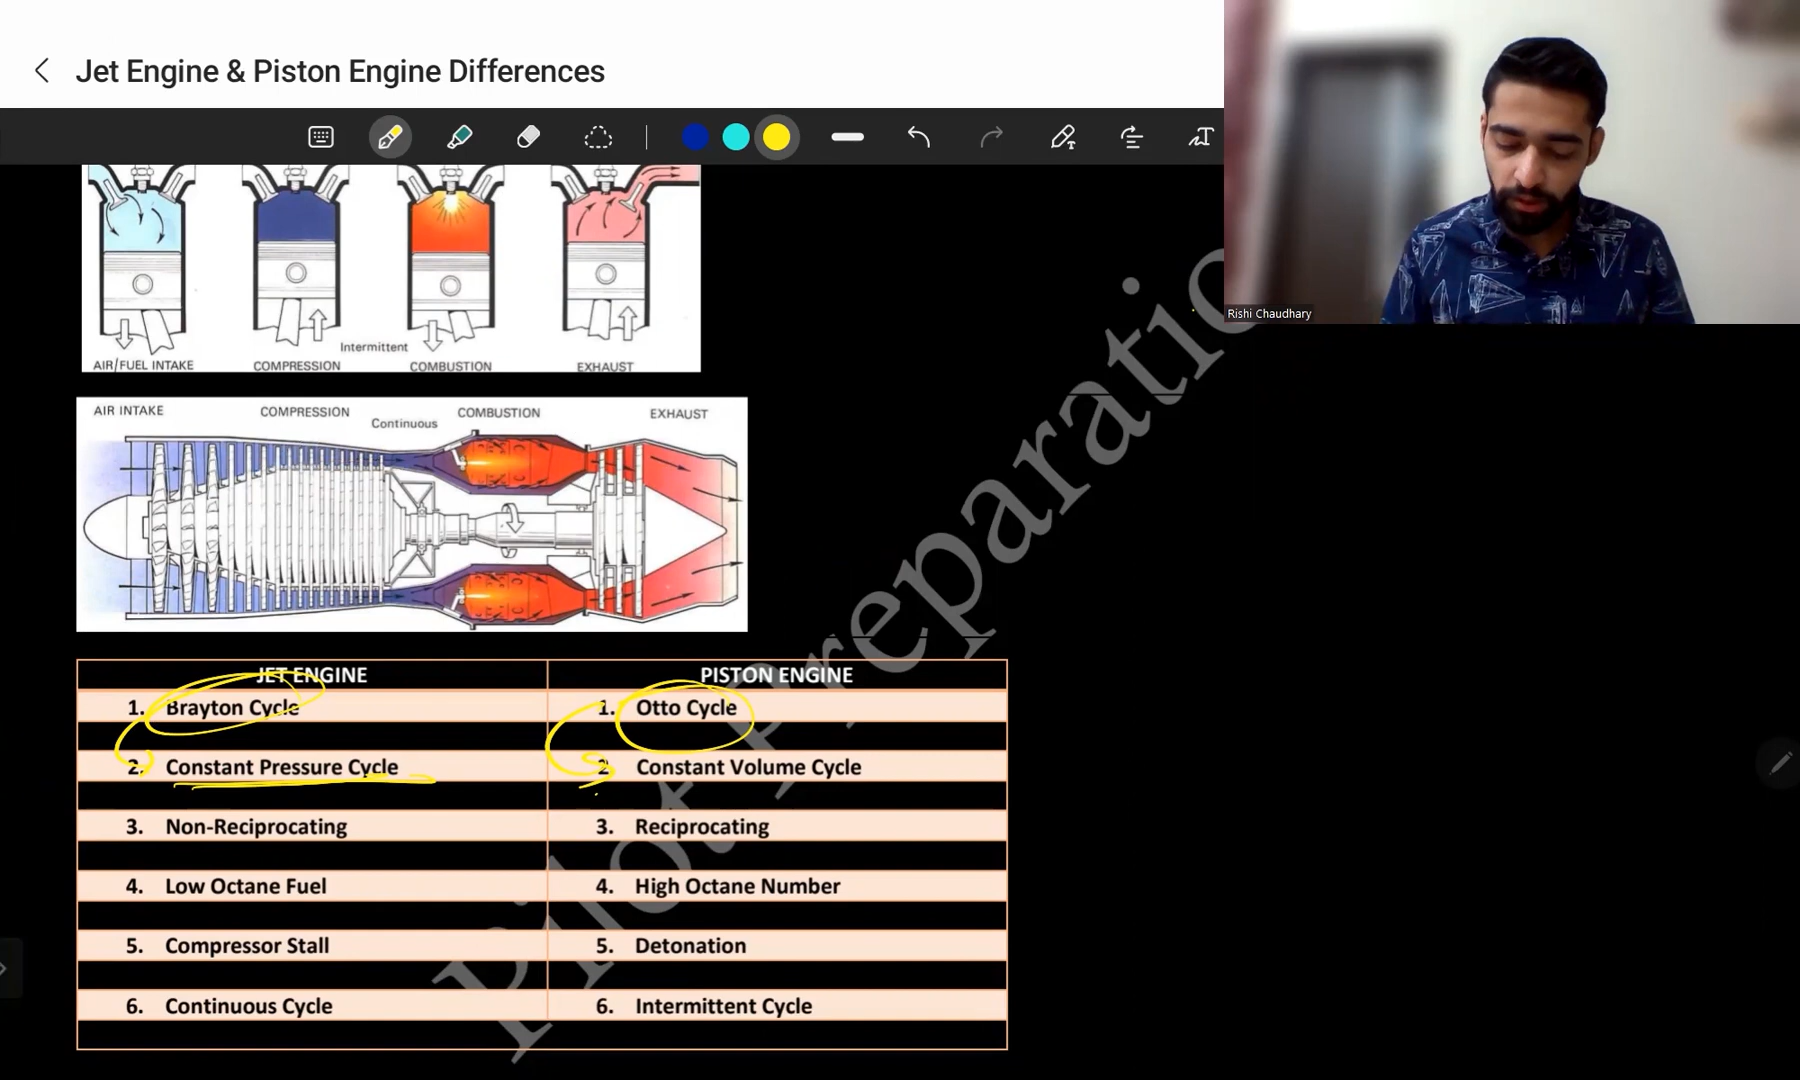 Jet Engine & Piston Engine Differences
Rishi Chaudhary
Intermittent
AIR/FUEL INTAKE COMPRESSION COMBUSTION EXHAUST
AIR INTAKE COMPRESSION COMBUSTION EXHAUST
Continuous
JET ENGINE PISTON ENGINE
1. Brayton Cycle 1. Otto Cycle
2. Constant Pressure Cycle 2. Constant Volume Cycle
3. Non-Reciprocating 3. Reciprocating
4. Low Octane Fuel 4. High Octane Number
5. Compressor Stall 5. Detonation
6. Continuous Cycle 6. Intermittent Cycle
Pilot Preparatio